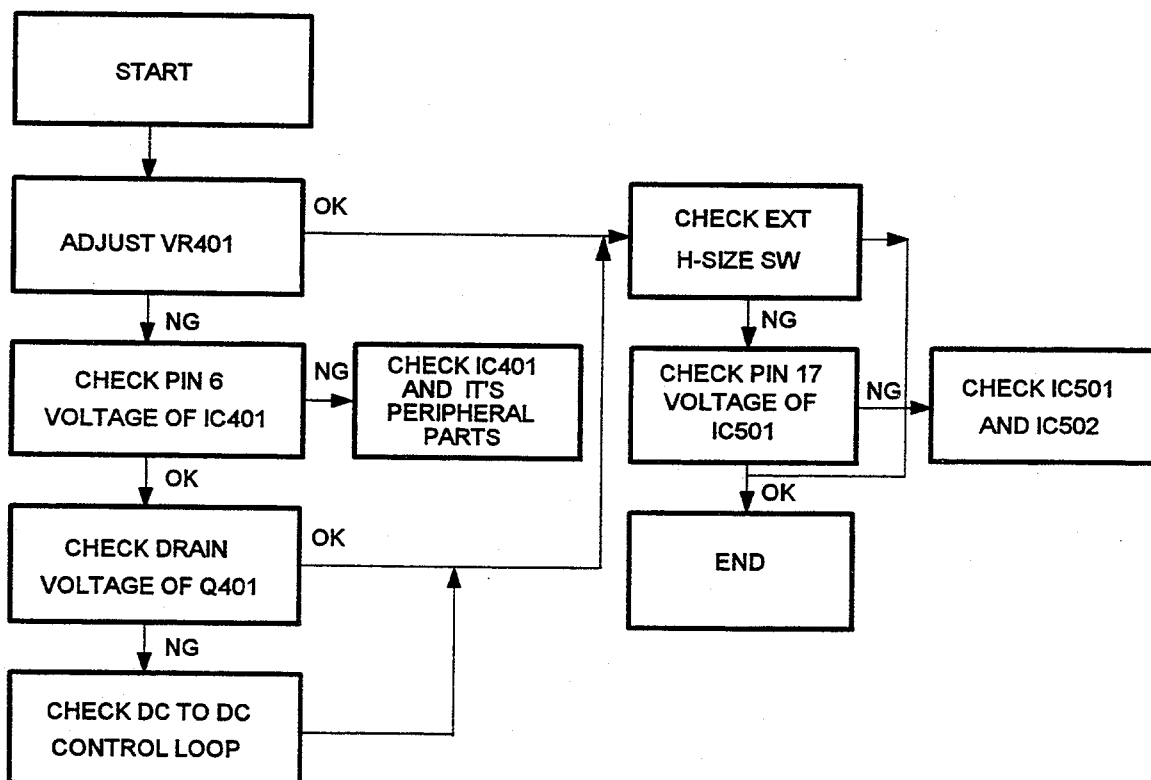 START
ADJUST VR401
OK
NG
CHECK PIN 6
VOLTAGE OF IC401
NG
CHECK IC401
AND IT'S
PERIPHERAL
PARTS
OK
CHECK DRAIN
VOLTAGE OF Q401
OK
NG
CHECK DC TO DC
CONTROL LOOP
CHECK EXT
H-SIZE SW
NG
CHECK PIN 17
VOLTAGE OF
IC501
NG
CHECK IC501
AND IC502
OK
END